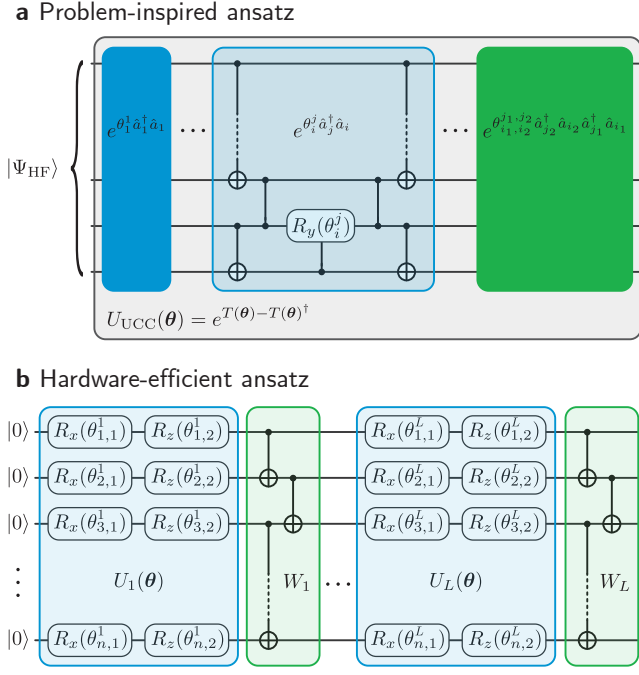 a Problem-inspired ansatz
|Ψ_HF⟩
e^{θ_1^1 â_1^† â_1} ... e^{θ_i^j â_j^† â_i} ... e^{θ_{i_1,i_2}^{j_1,j_2} â_{j_2}^† â_{i_2} â_{j_1}^† â_{i_1}}
R_y(θ_i^j)
U_UCC(θ) = e^{T(θ)−T(θ)^†}
b Hardware-efficient ansatz
|0⟩ R_x(θ_{1,1}^1) R_z(θ_{1,2}^1) R_x(θ_{1,1}^L) R_z(θ_{1,2}^L)
|0⟩ R_x(θ_{2,1}^1) R_z(θ_{2,2}^1) R_x(θ_{2,1}^L) R_z(θ_{2,2}^L)
|0⟩ R_x(θ_{3,1}^1) R_z(θ_{3,2}^1) R_x(θ_{3,1}^L) R_z(θ_{3,2}^L)
⋮ U_1(θ) W_1 ... U_L(θ) W_L
|0⟩ R_x(θ_{n,1}^1) R_z(θ_{n,2}^1) R_x(θ_{n,1}^L) R_z(θ_{n,2}^L)